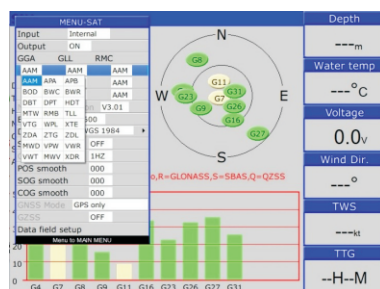 MENU-SAT
Input Internal
Output ON
GGA GLL RMC
AAM AAM
AAM APA APB AAM
BOD BWC BWR
DBT DPT HDT AAM
MTW RMB TLL V3.01
VTG WPL XTE
ZDA ZTG ZDL WGS 1984
MWD VPW VWR OFF
VWT MWV XDR 1HZ
POS smooth 000
SOG smooth 000
COG smooth 000
GNSS Mode GPS only
QZSS OFF
Data field setup
Menu to MAIN MENU
N
W
E
S
G8
G11
G23
G7
G31
G9
G26
G16
G27
o,R=GLONASS,S=SBAS,Q=QZSS
20
10
0
G4 G7 G8 G9 G11 G16 G23 G26 G27 G31
Depth
---m
Water temp
---°C
Voltage
0.0v
Wind Dir.
---°
TWS
---kt
TTG
--H--M